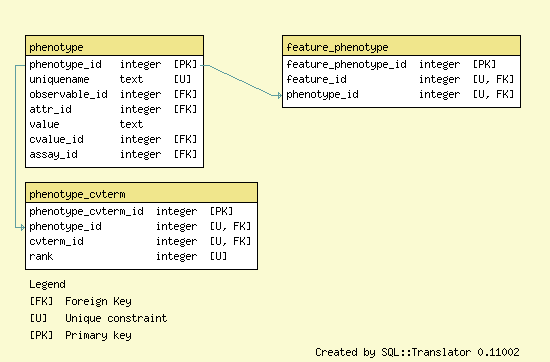 phenotype
phenotype_id integer [PK]
uniquename text [U]
observable_id integer [FK]
attr_id integer [FK]
value text
cvalue_id integer [FK]
assay_id integer [FK]
feature_phenotype
feature_phenotype_id integer [PK]
feature_id integer [U, FK]
phenotype_id integer [U, FK]
phenotype_cvterm
phenotype_cvterm_id integer [PK]
phenotype_id integer [U, FK]
cvterm_id integer [U, FK]
rank integer [U]
Legend
[FK] Foreign Key
[U] Unique constraint
[PK] Primary key
Created by SQL::Translator 0.11002